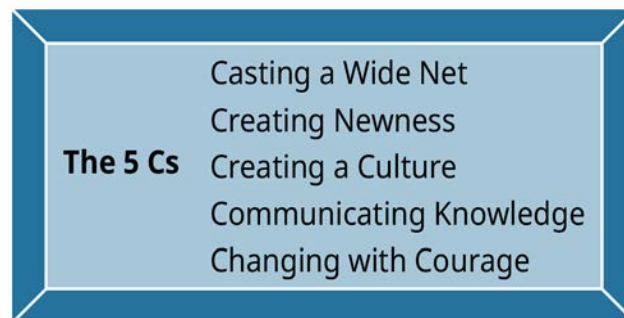 The 5 Cs
Casting a Wide Net
Creating Newness
Creating a Culture
Communicating Knowledge
Changing with Courage